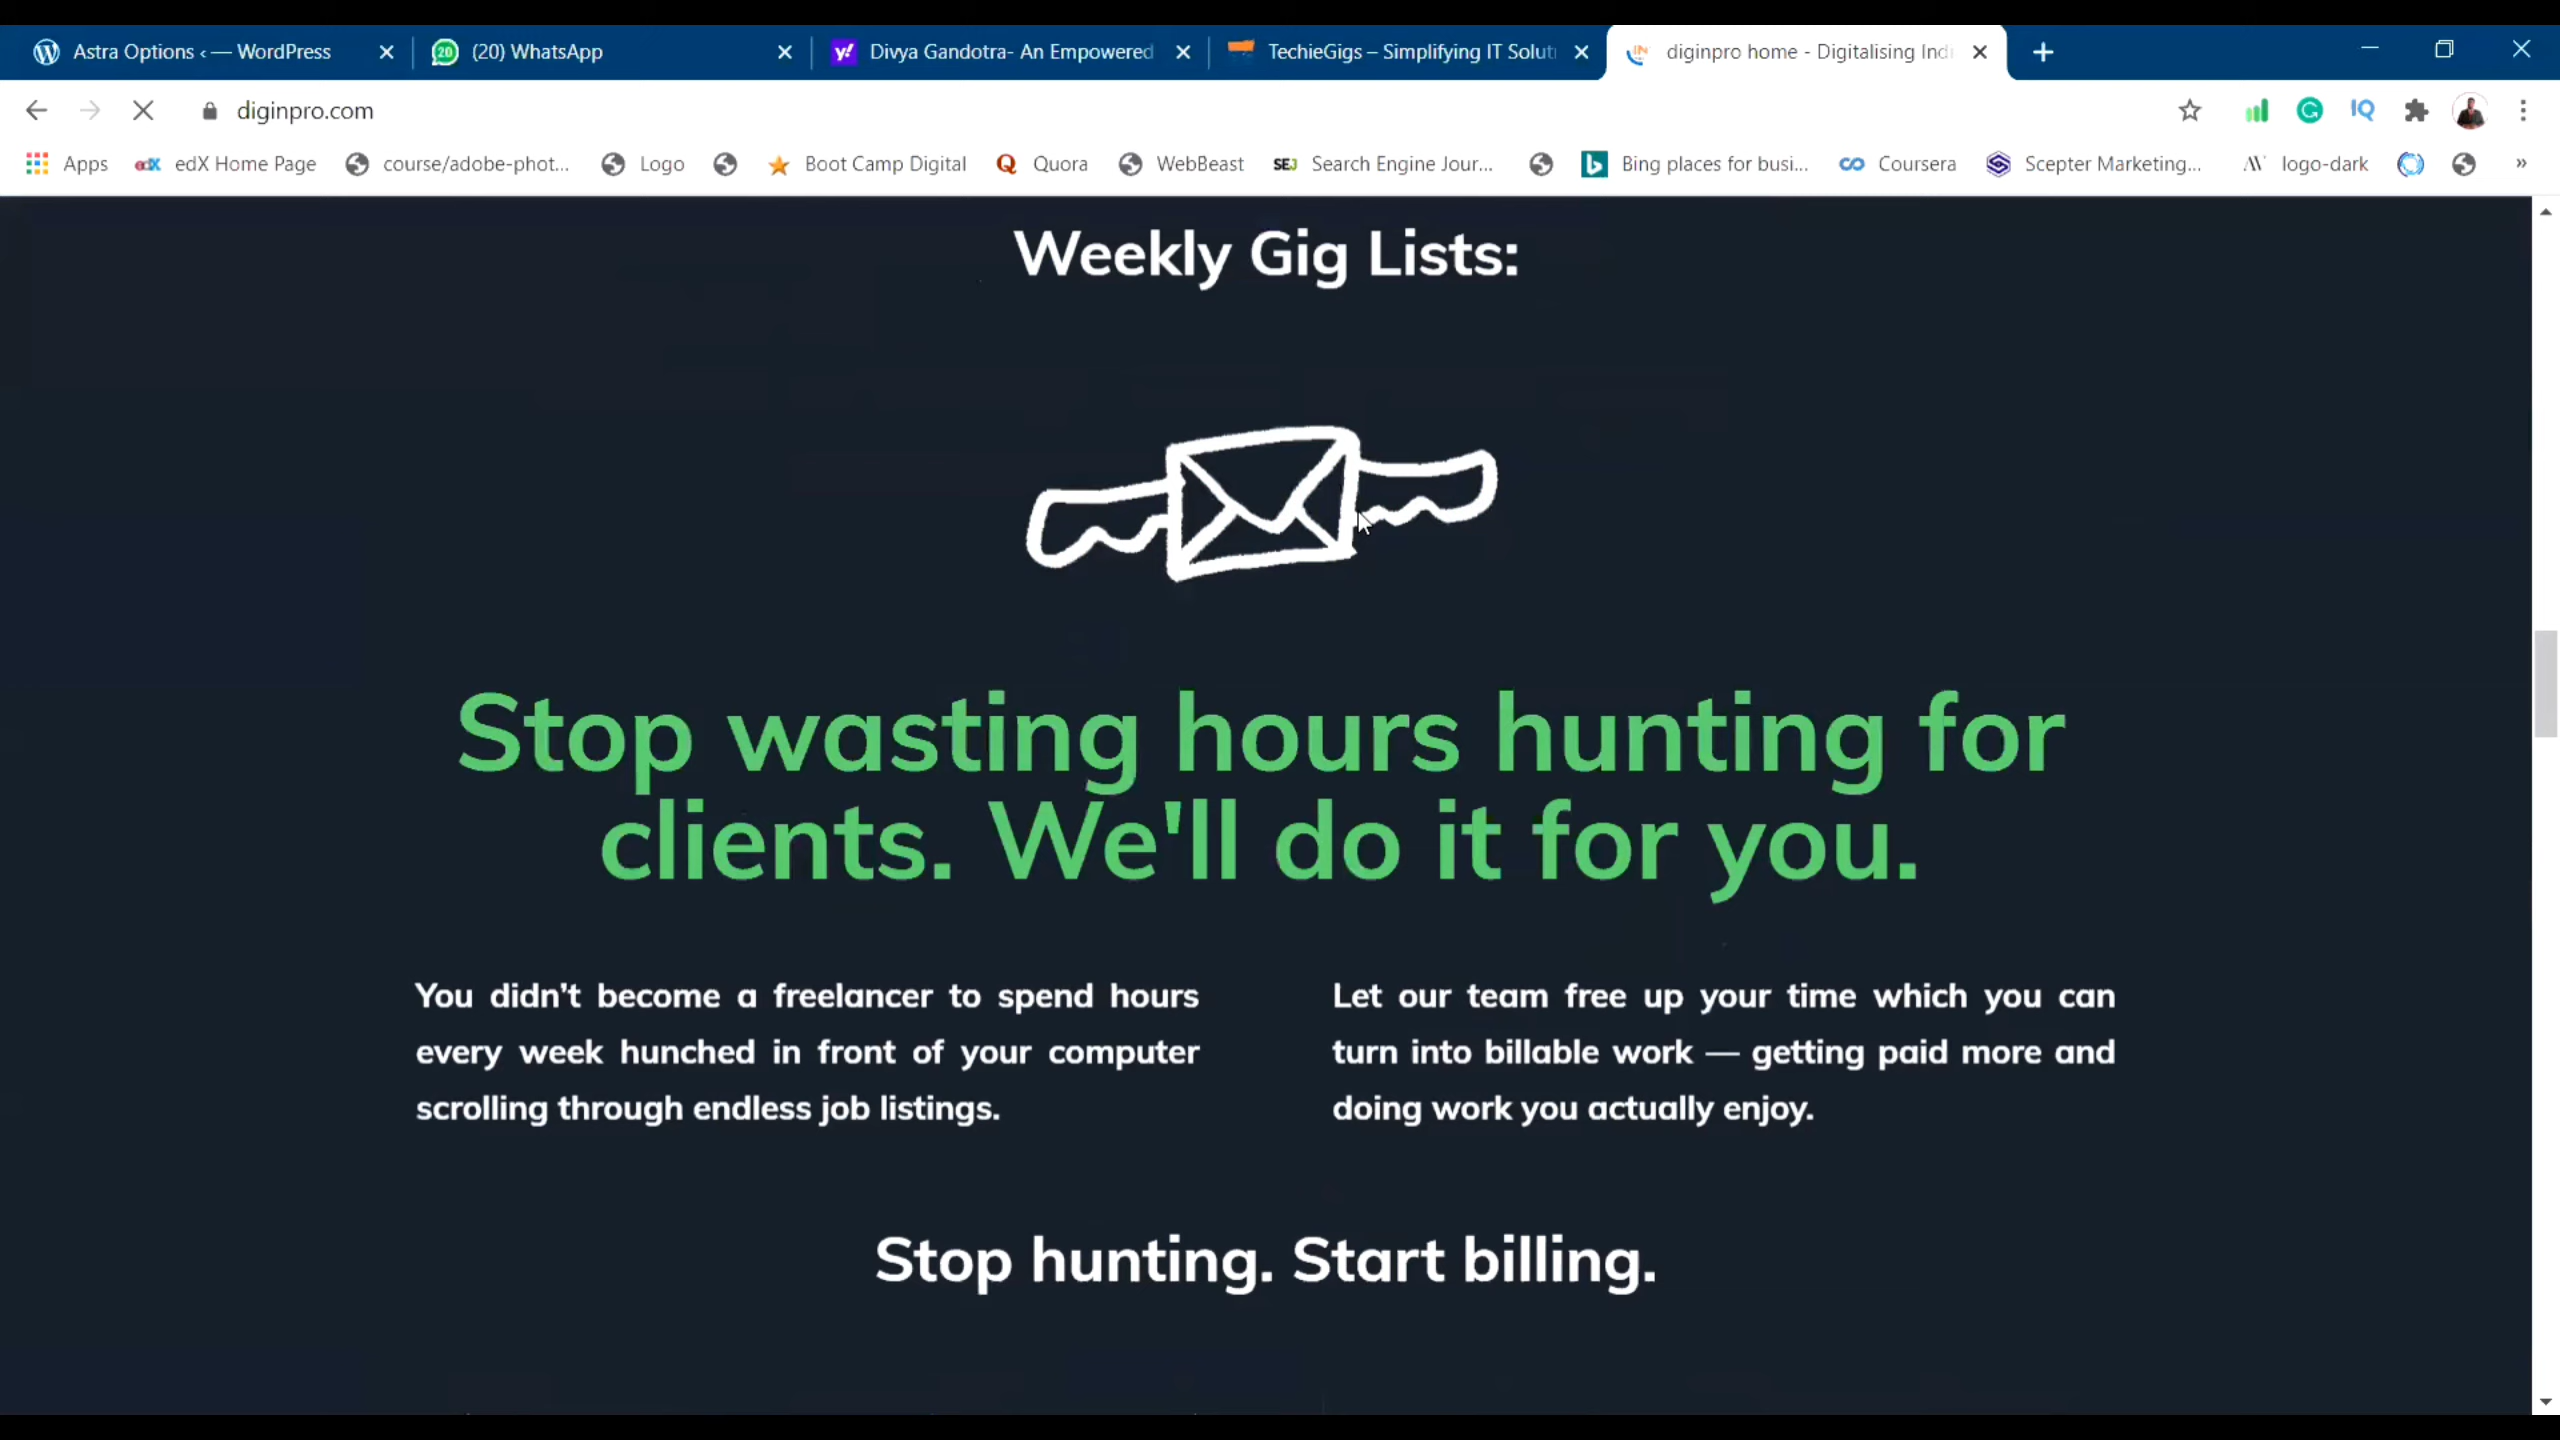 Astra Options ‹ — WordPress
(20) WhatsApp
Divya Gandotra- An Empowered
TechieGigs – Simplifying IT Solut
diginpro home - Digitalising Indi
diginpro.com
Apps
edX Home Page
course/adobe-phot...
Logo
Boot Camp Digital
Quora
WebBeast
SEJ Search Engine Jour...
Bing places for busi...
Coursera
Scepter Marketing...
logo-dark
Weekly Gig Lists:
Stop wasting hours hunting for
clients. We'll do it for you.
You didn’t become a freelancer to spend hours
every week hunched in front of your computer
scrolling through endless job listings.
Let our team free up your time which you can
turn into billable work — getting paid more and
doing work you actually enjoy.
Stop hunting. Start billing.